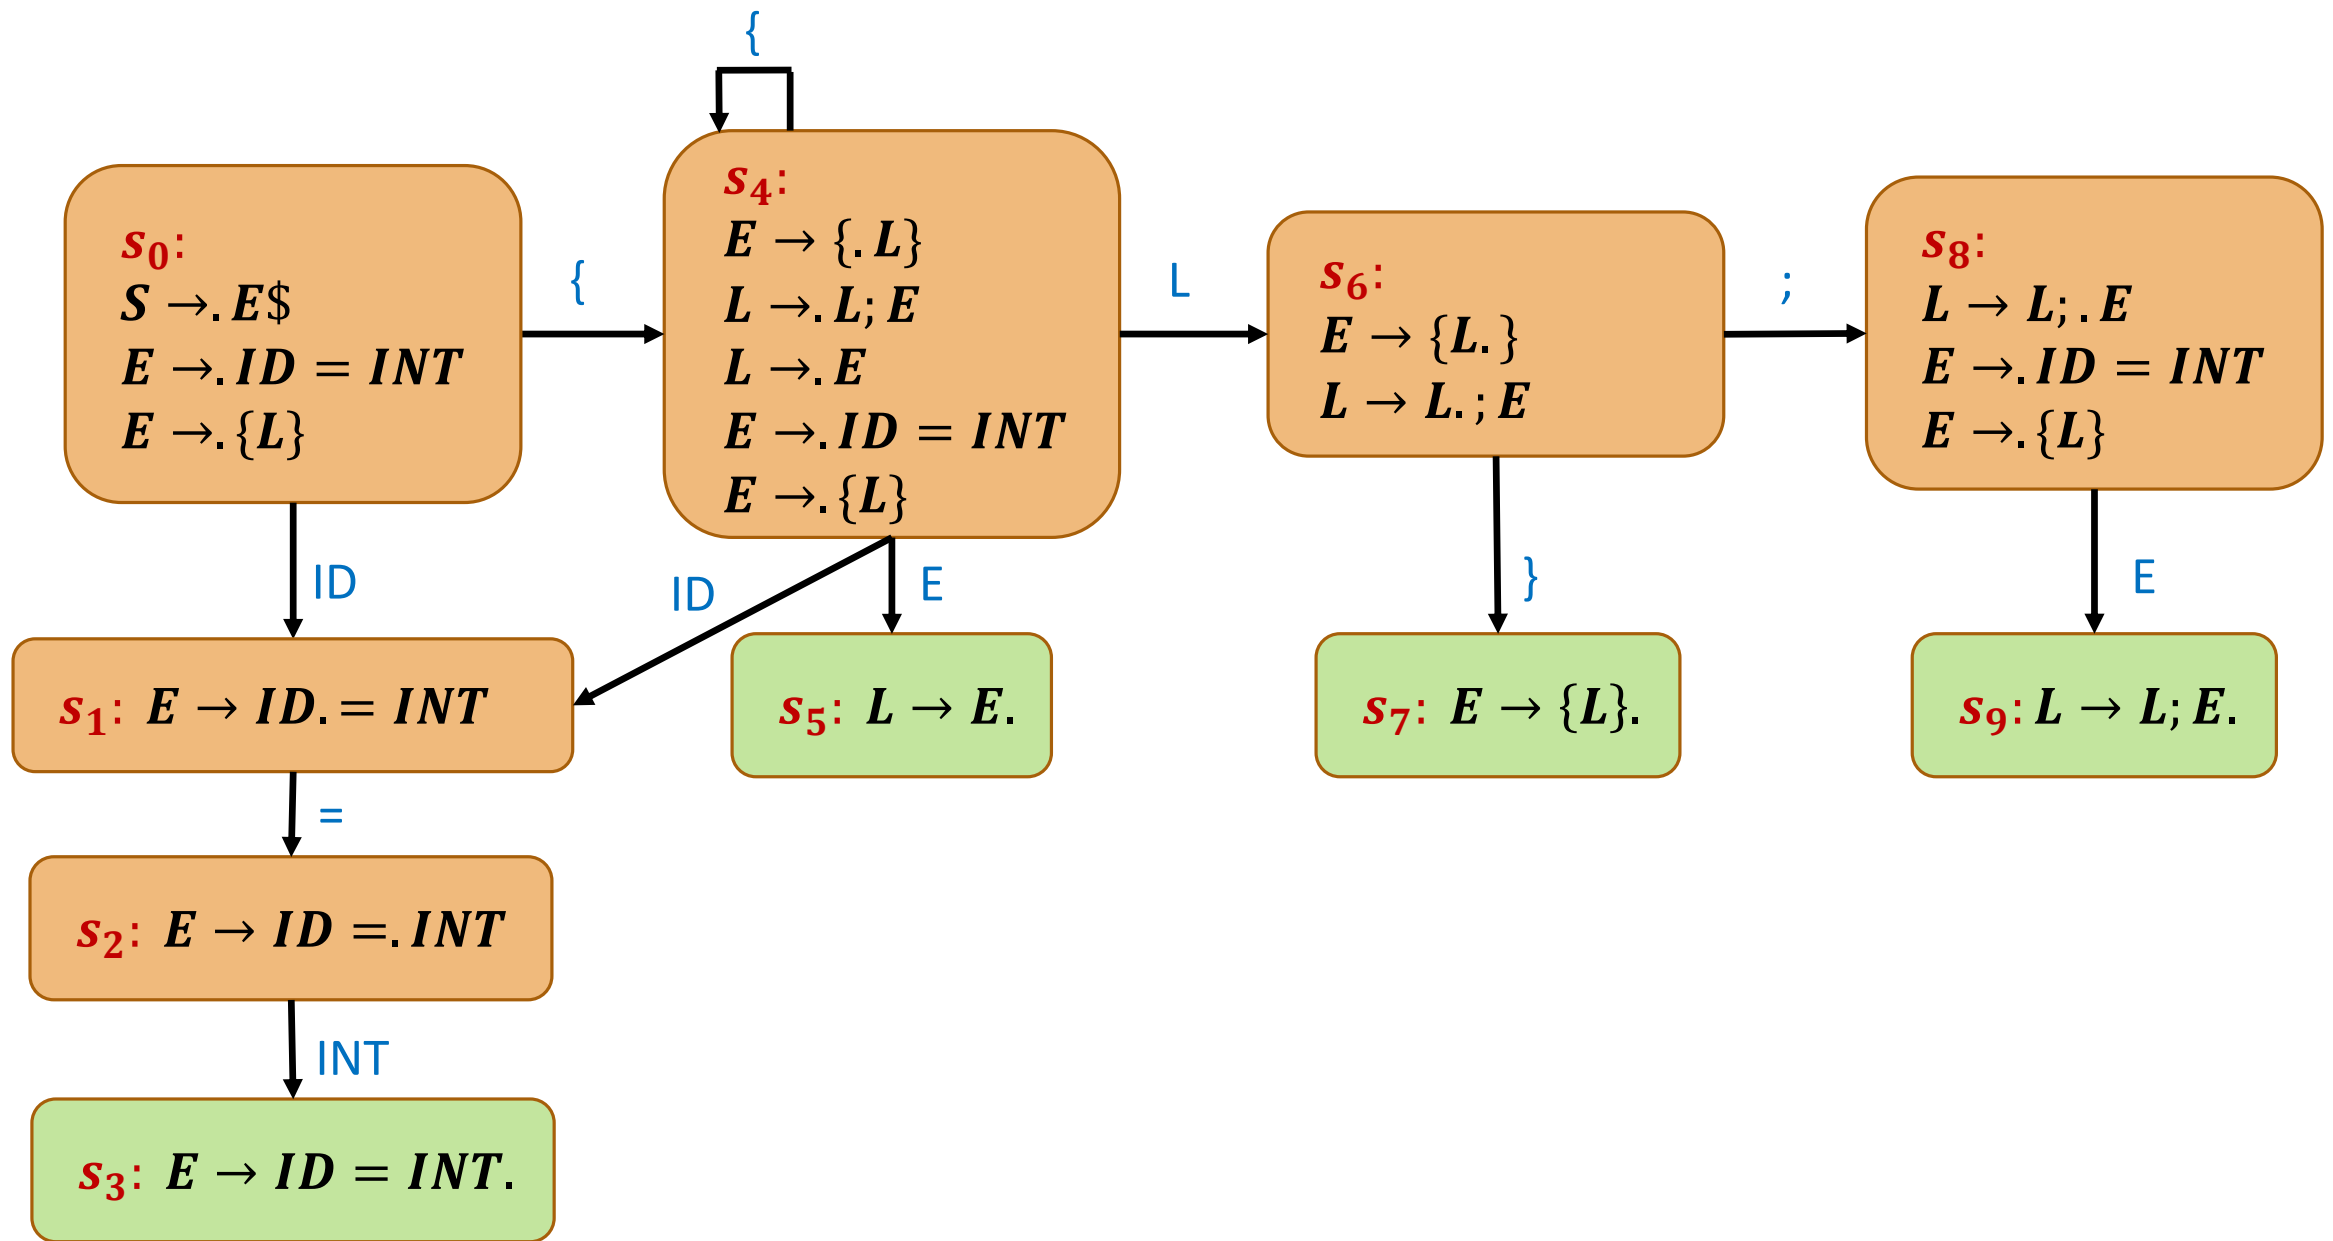 {
s₀:
S →. E$
E →. ID = INT
E →. {L}
{
s₄:
E → {. L}
L →. L; E
L →. E
E →. ID = INT
E →. {L}
L
s₆:
E → {L. }
L → L. ; E
;
s₈:
L → L; . E
E →. ID = INT
E →. {L}
ID
ID
E
}
E
s₁: E → ID. = INT
s₅: L → E.
s₇: E → {L}.
s₉: L → L; E.
=
s₂: E → ID =. INT
INT
s₃: E → ID = INT.